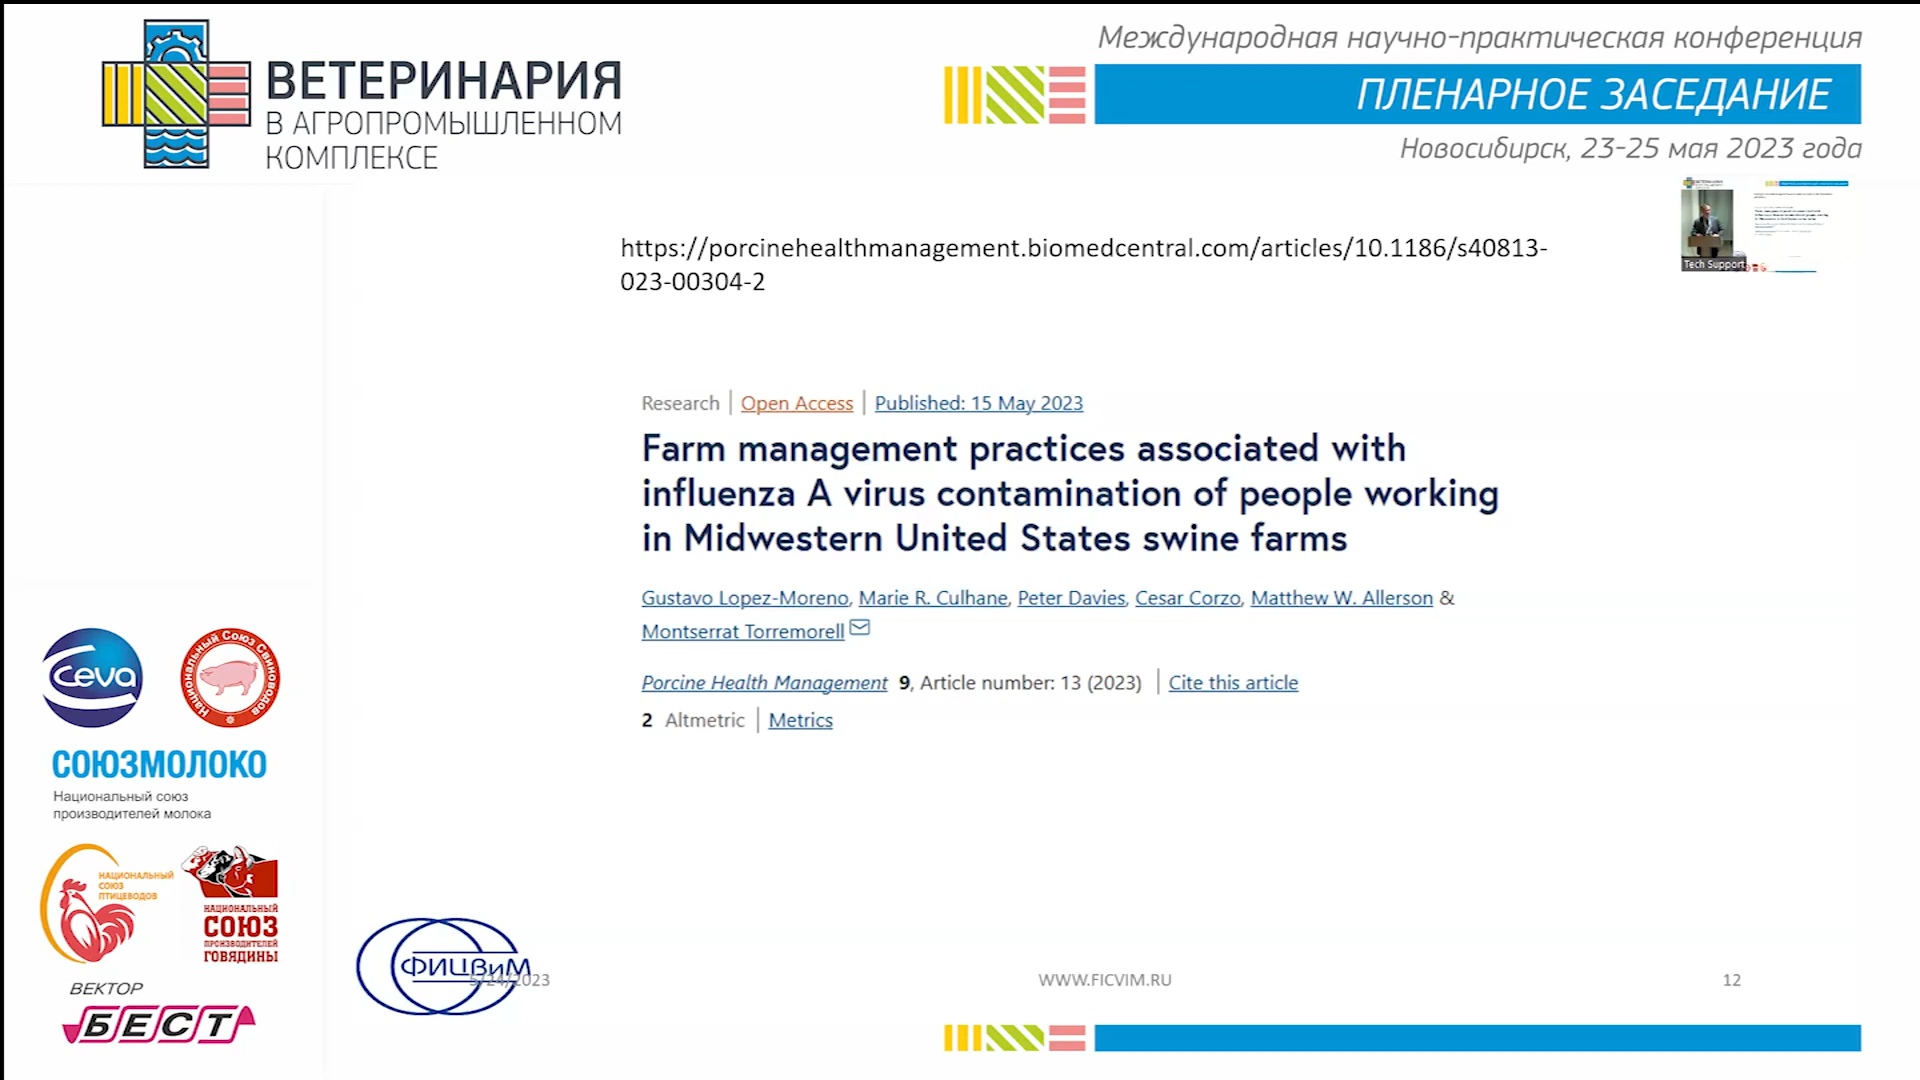 ВЕТЕРИНАРИЯ
В АГРОПРОМЫШЛЕННОМ
КОМПЛЕКСЕ
Международная научно-практическая конференция
ПЛЕНАРНОЕ ЗАСЕДАНИЕ
Новосибирск, 23-25 мая 2023 года
Tech Support
https://porcinehealthmanagement.biomedcentral.com/articles/10.1186/s40813-
023-00304-2
Research | Open Access | Published: 15 May 2023
Farm management practices associated with
influenza A virus contamination of people working
in Midwestern United States swine farms
Gustavo Lopez-Moreno, Marie R. Culhane, Peter Davies, Cesar Corzo, Matthew W. Allerson &
Montserrat Torremorell
Porcine Health Management 9, Article number: 13 (2023) | Cite this article
2 Altmetric | Metrics
ceva
Национальный Союз Свиноводов
СОЮЗМОЛОКО
Национальный союз
производителей молока
НАЦИОНАЛЬНЫЙ
СОЮЗ
ПТИЦЕВОДОВ
НАЦИОНАЛЬНЫЙ
СОЮЗ
ПРОИЗВОДИТЕЛЕЙ
ГОВЯДИНЫ
ВЕКТОР
БЕСТ
ФИЦВиМ
5/24/2023
WWW.FICVIM.RU
12